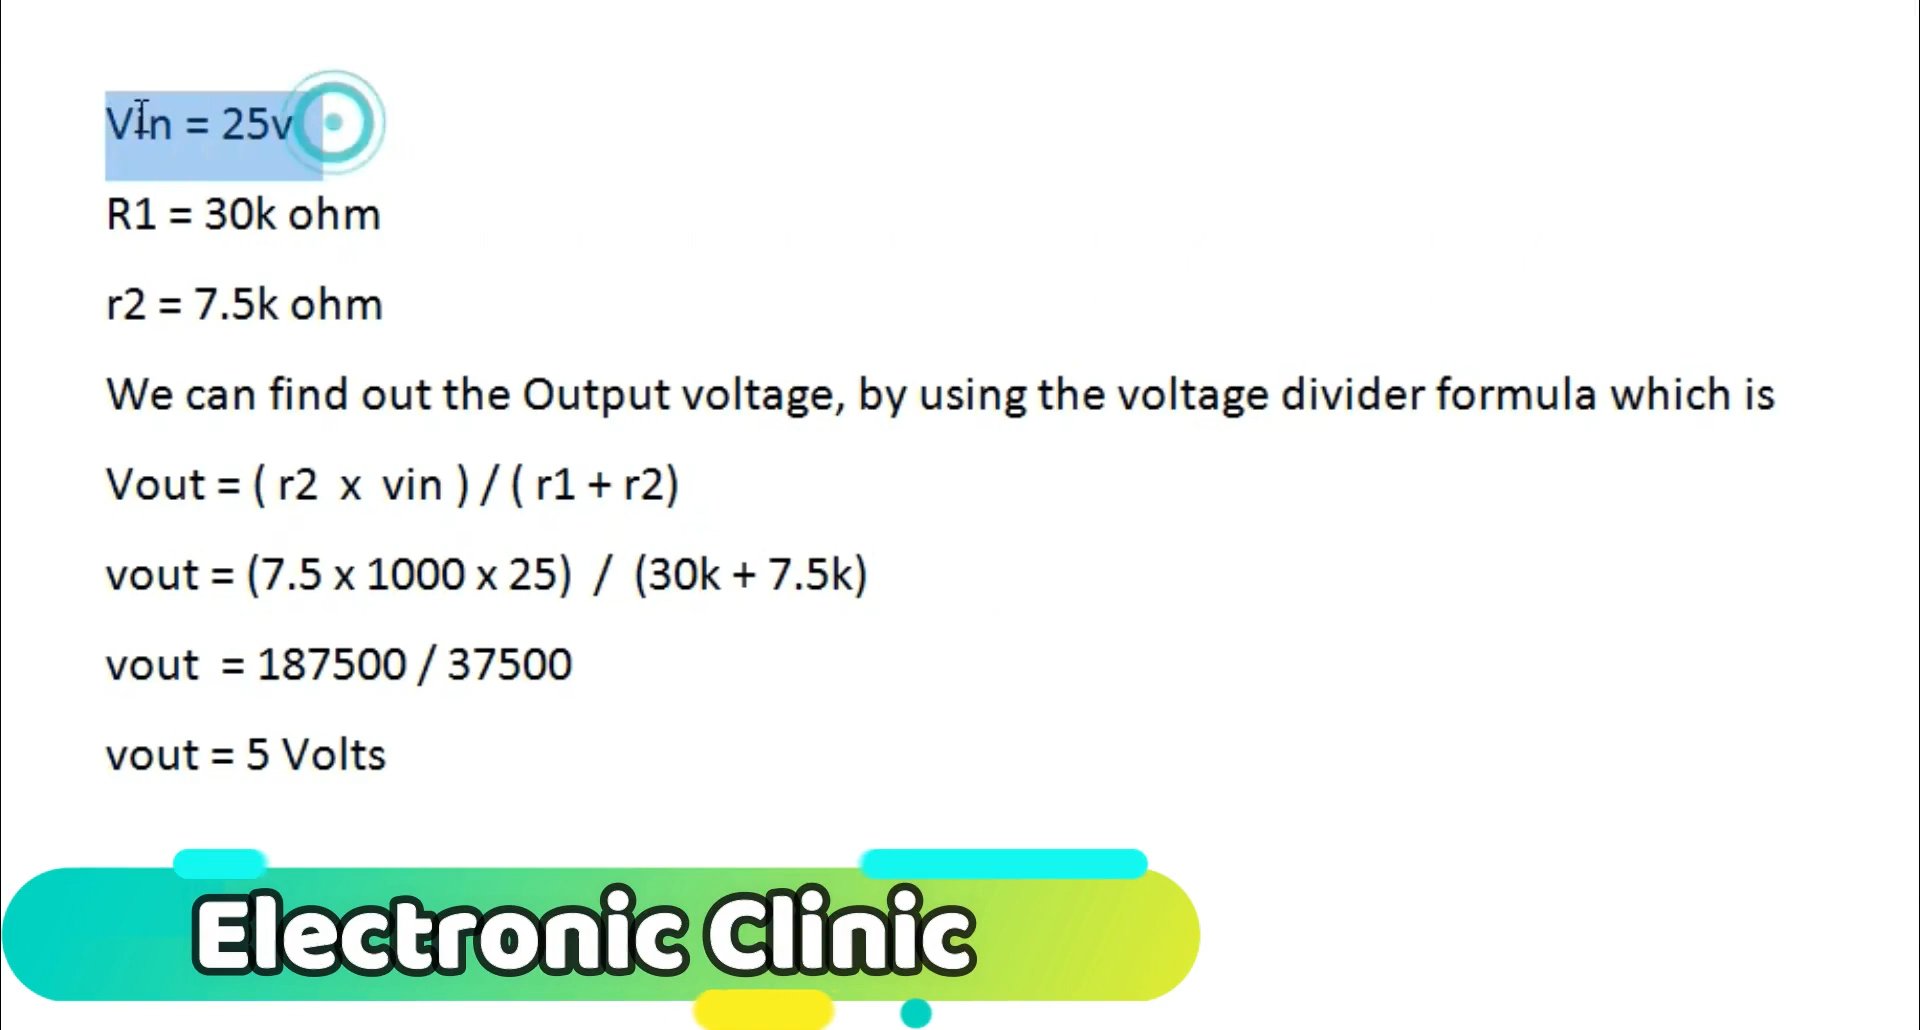 Vin = 25v
R1 = 30k ohm
r2 = 7.5k ohm
We can find out the Output voltage, by using the voltage divider formula which is
Vout = ( r2 x vin ) / ( r1 + r2)
vout = (7.5 x 1000 x 25) / (30k + 7.5k)
vout = 187500 / 37500
vout = 5 Volts
Electronic Clinic